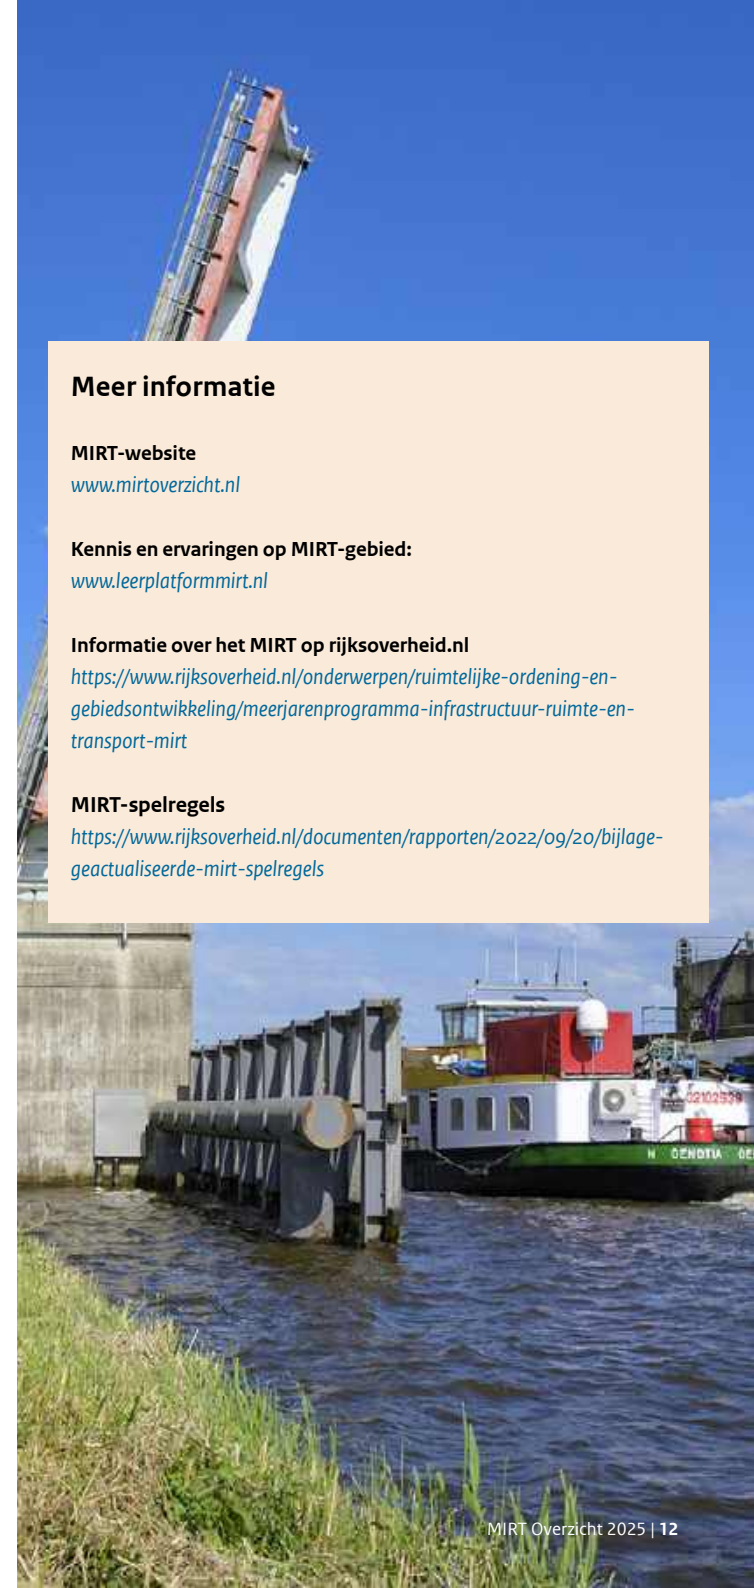 Meer informatie
MIRT-website
www.mirtoverzicht.nl
Kennis en ervaringen op MIRT-gebied:
www.leerplatformmirt.nl
Informatie over het MIRT op rijksoverheid.nl
https://www.rijksoverheid.nl/onderwerpen/ruimtelijke-ordening-en-
gebiedsontwikkeling/meerjarenprogramma-infrastructuur-ruimte-en-
transport-mirt
MIRT-spelregels
https://www.rijksoverheid.nl/documenten/rapporten/2022/09/20/bijlage-
geactualiseerde-mirt-spelregels
N GENOTIA
MIRT Overzicht 2025 | 12